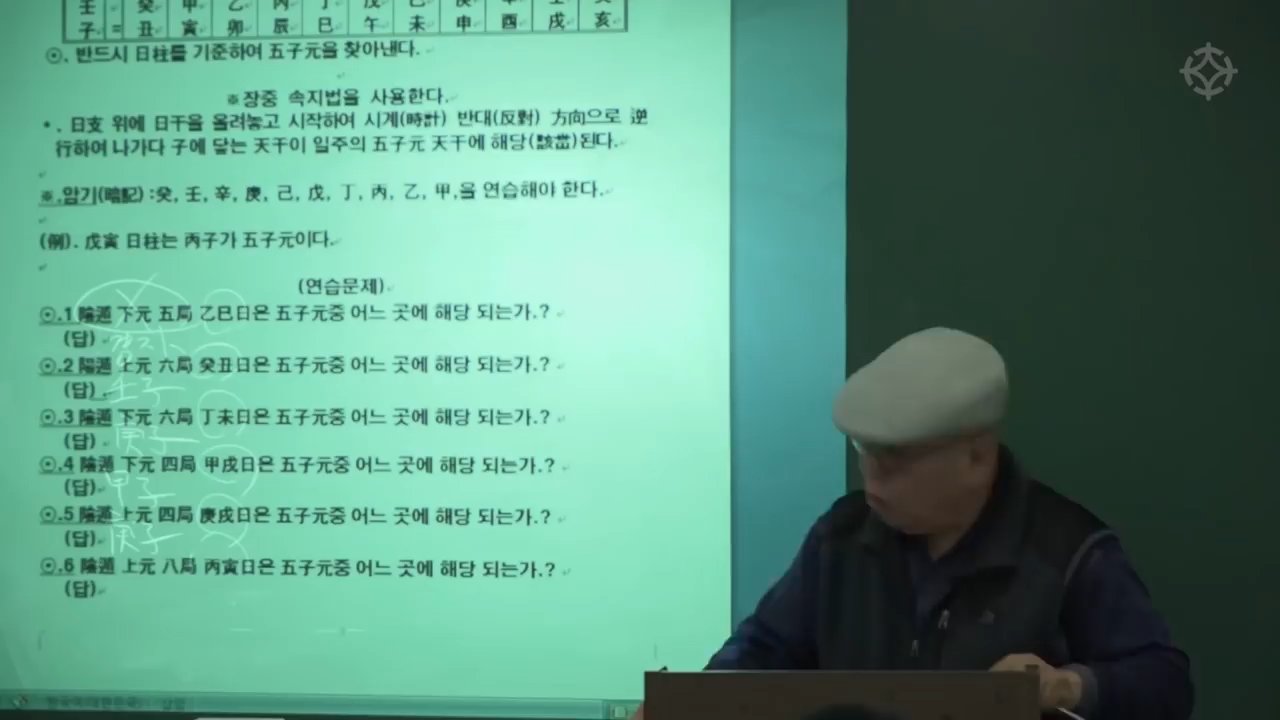 壬 癸 甲 乙 丙 丁 戊 己 庚 辛 壬 癸
子 = 丑 寅 卯 辰 巳 午 未 申 酉 戌 亥
⊙. 반드시 日柱를 기준하여 五子元을 찾아낸다.
※장중 속지법을 사용한다.
*. 日支 위에 日干을 올려놓고 시작하여 시계(時計) 반대(反對) 方向으로 逆
行하여 나가다 子에 닿는 天干이 일주의 五子元 天干에 해당(該當)된다.
※.암기(暗記) :癸, 壬, 辛, 庚, 己, 戊, 丁, 丙, 乙, 甲,을 연습해야 한다.
(例). 戊寅 日柱는 丙子가 五子元이다.
(연습문제)
⊙.1 陰遁 下元 五局 乙巳日은 五子元중 어느 곳에 해당 되는가.?
(답)
⊙.2 陽遁 上元 六局 癸丑日은 五子元중 어느 곳에 해당 되는가.?
(답)
壬子
⊙.3 陰遁 下元 六局 丁未日은 五子元중 어느 곳에 해당 되는가.?
(답)
庚子
⊙.4 陰遁 下元 四局 甲戌日은 五子元중 어느 곳에 해당 되는가.?
(답)
甲子
⊙.5 陰遁 上元 四局 庚戌日은 五子元중 어느 곳에 해당 되는가.?
(답)
庚子
⊙.6 陰遁 上元 八局 丙寅日은 五子元중 어느 곳에 해당 되는가.?
(답)